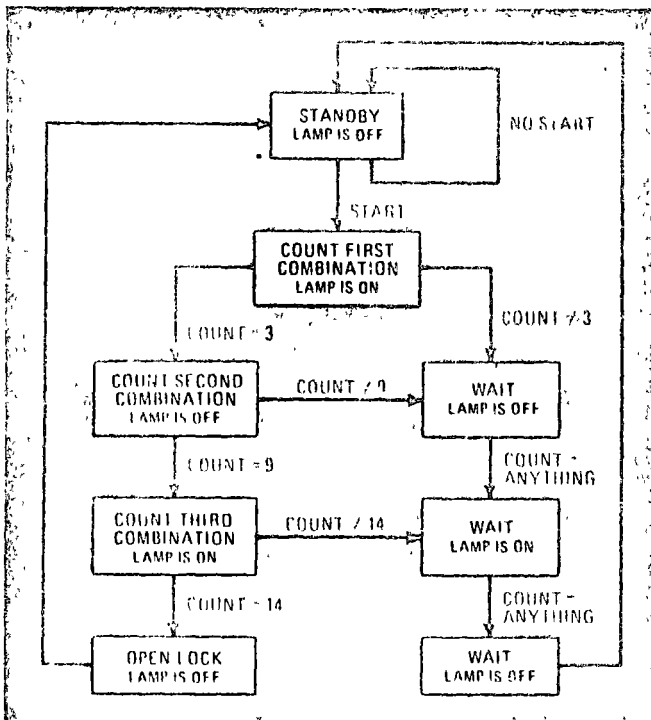 STANDBY
LAMP IS OFF
NO START
START
COUNT FIRST
COMBINATION
LAMP IS ON
COUNT = 3
COUNT ≠ 3
COUNT SECOND
COMBINATION
LAMP IS OFF
COUNT ≠ 9
WAIT
LAMP IS OFF
COUNT = 9
COUNT =
ANYTHING
COUNT THIRD
COMBINATION
LAMP IS ON
COUNT ≠ 14
WAIT
LAMP IS ON
COUNT = 14
COUNT =
ANYTHING
OPEN LOCK
LAMP IS OFF
WAIT
LAMP IS OFF